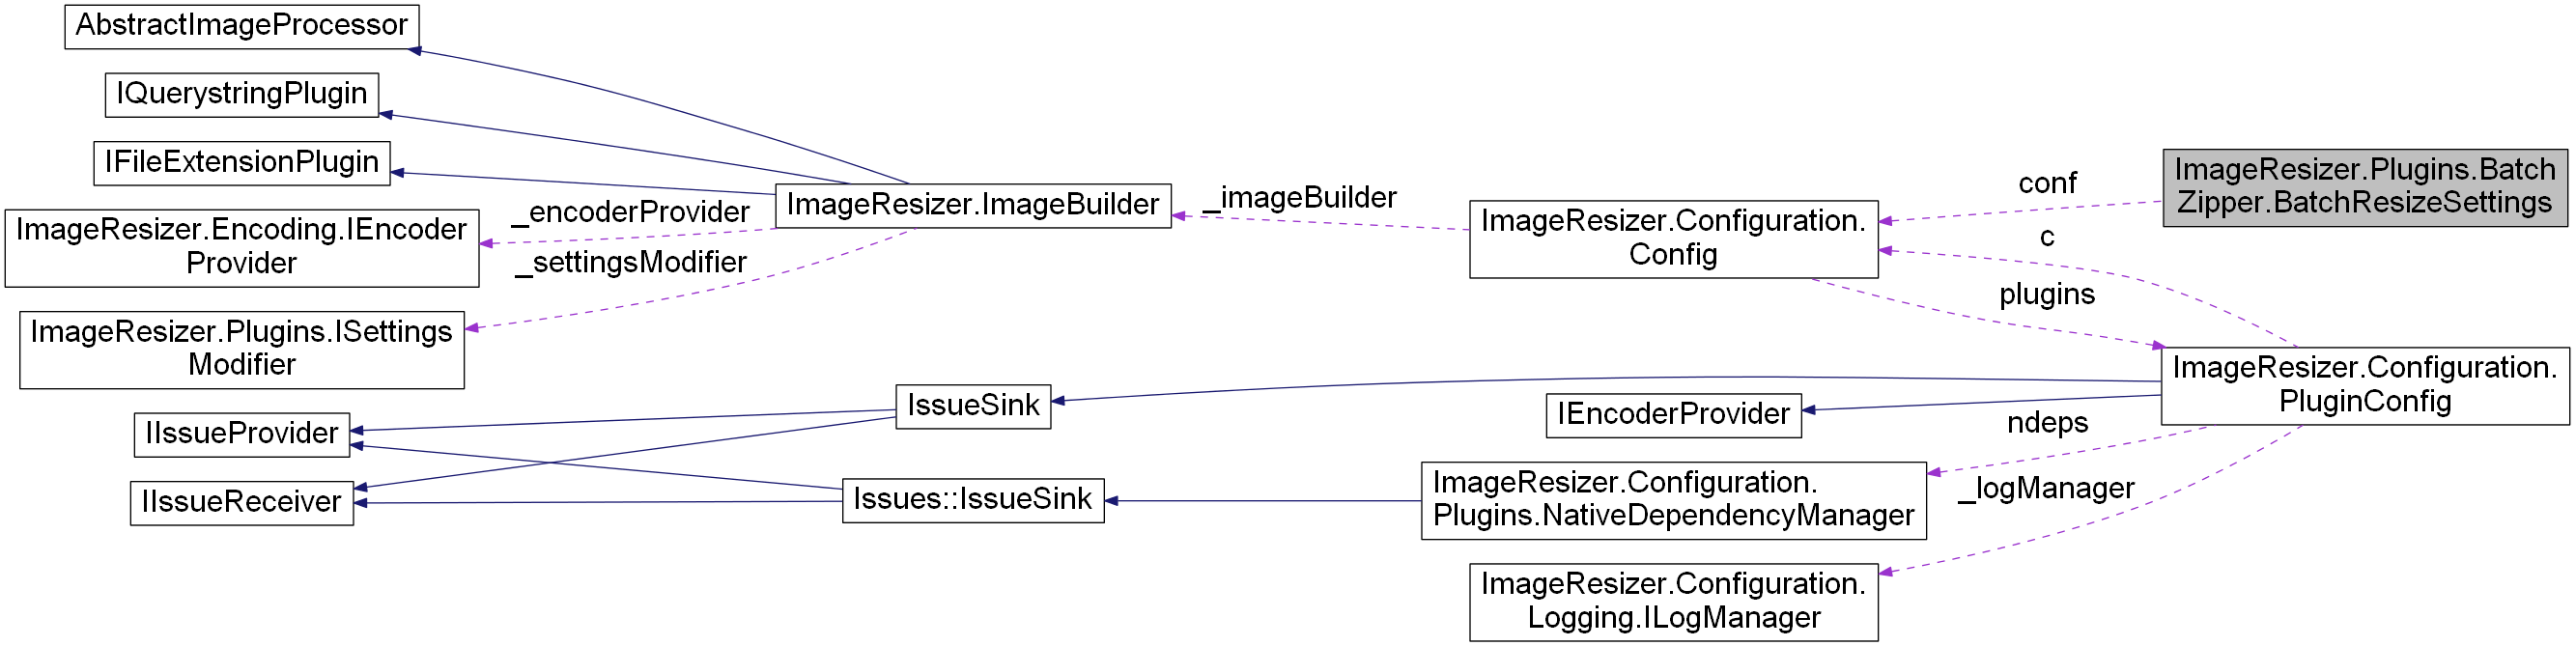 AbstractImageProcessor
IQuerystringPlugin
IFileExtensionPlugin
ImageResizer.Encoding.IEncoder
Provider
ImageResizer.Plugins.ISettings
Modifier
IIssueProvider
IIssueReceiver
_encoderProvider
_settingsModifier
ImageResizer.ImageBuilder
IssueSink
Issues::IssueSink
_imageBuilder
ImageResizer.Configuration.
Config
IEncoderProvider
ImageResizer.Configuration.
Plugins.NativeDependencyManager
ImageResizer.Configuration.
Logging.ILogManager
conf
c
plugins
ndeps
_logManager
ImageResizer.Plugins.Batch
Zipper.BatchResizeSettings
ImageResizer.Configuration.
PluginConfig